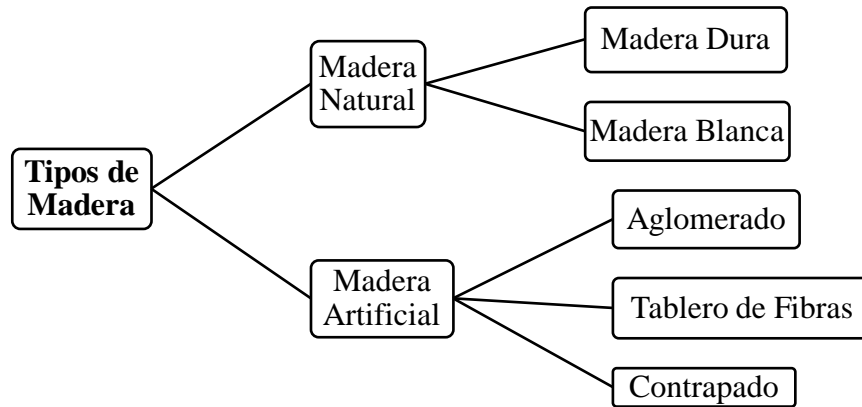 Tipos de
Madera
Madera
Natural
Madera Dura
Madera Blanca
Madera
Artificial
Aglomerado
Tablero de Fibras
Contrapado